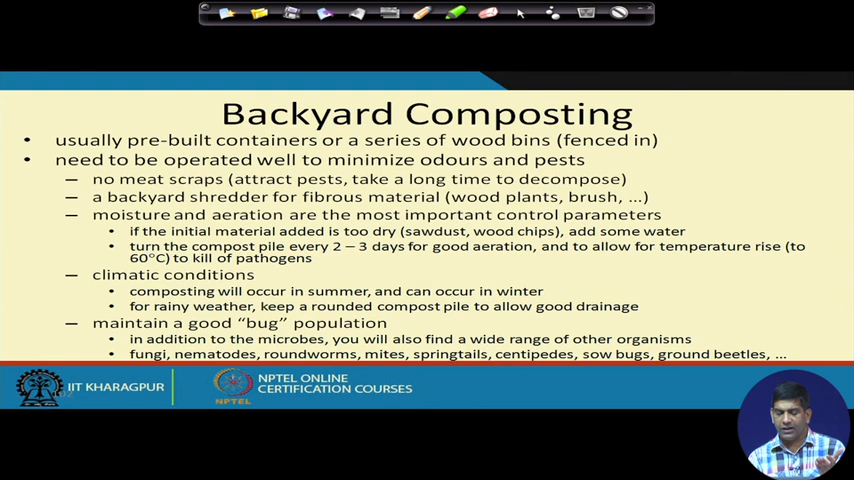 Backyard Composting
• usually pre-built containers or a series of wood bins (fenced in)
• need to be operated well to minimize odours and pests
– no meat scraps (attract pests, take a long time to decompose)
– a backyard shredder for fibrous material (wood plants, brush, ...)
– moisture and aeration are the most important control parameters
• if the initial material added is too dry (sawdust, wood chips), add some water
• turn the compost pile every 2 – 3 days for good aeration, and to allow for temperature rise (to
60°C) to kill of pathogens
– climatic conditions
• composting will occur in summer, and can occur in winter
• for rainy weather, keep a rounded compost pile to allow good drainage
– maintain a good “bug” population
• in addition to the microbes, you will also find a wide range of other organisms
• fungi, nematodes, roundworms, mites, springtails, centipedes, sow bugs, ground beetles, ...
IIT KHARAGPUR
NPTEL
NPTEL ONLINE
CERTIFICATION COURSES